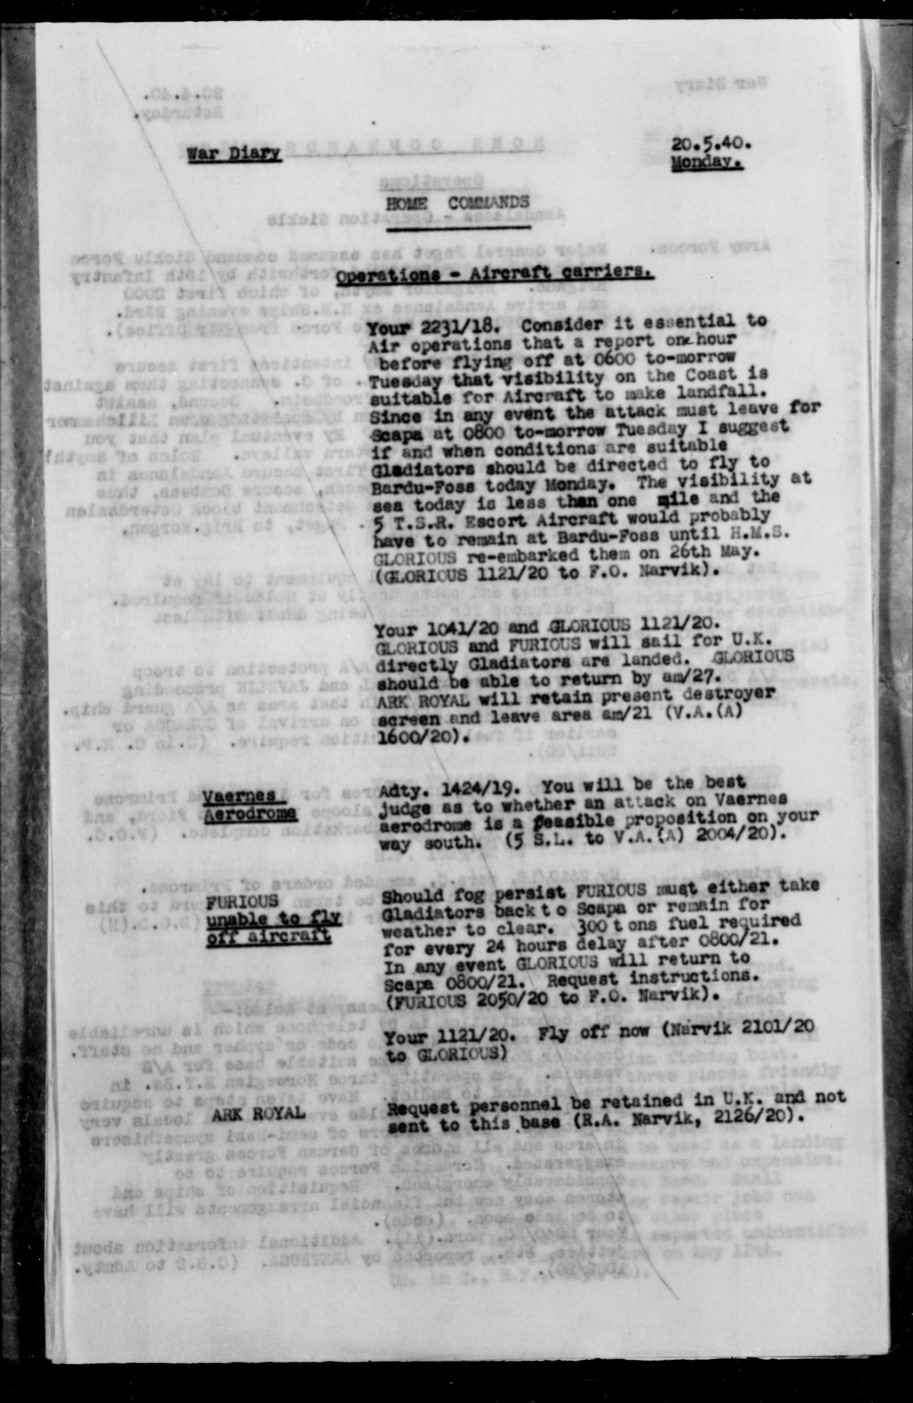 War Diary
20.5.40.
Monday.
HOME COMMANDS
Operations - Aircraft carriers.
Your 2231/18. Consider it essential to
Air operations that a report one hour
before flying off at 0600 to-morrow
Tuesday that visibility on the Coast is
suitable for Aircraft to make landfall.
Since in any event the attack must leave for
Scapa at 0800 to-morrow Tuesday I suggest
if and when conditions are suitable
Gladiators should be directed to fly to
Bardu-Foss today Monday. The visibility at
sea today is less than one mile and the
5 T.S.R. Escort Aircraft would probably
have to remain at Bardu-Foss until H.M.S.
GLORIOUS re-embarked them on 26th May.
(GLORIOUS 1121/20 to F.O. Narvik).
Your 1041/20 and GLORIOUS 1121/20.
GLORIOUS and FURIOUS will sail for U.K.
directly Gladiators are landed. GLORIOUS
should be able to return by am/27.
ARK ROYAL will retain present destroyer
screen and leave area am/21 (V.A.(A)
1600/20).
Vaernes
Aerodrome
Adty. 1424/19. You will be the best
judge as to whether an attack on Vaernes
aerodrome is a feasible proposition on your
way south. (5 S.L. to V.A.(A) 2004/20).
FURIOUS
unable to fly
off aircraft
Should fog persist FURIOUS must either take
Gladiators back t o Scapa or remain for
weather to clear. 300 t ons fuel required
for every 24 hours delay after 0800/21.
In any event GLORIOUS will return to
Scapa 0800/21. Request instructions.
(FURIOUS 2050/20 to F.O. Narvik).
Your 1121/20. Fly off now (Narvik 2101/20
to GLORIOUS)
ARK ROYAL
Request personnel be retained in U.K. and not
sent to this base (R.A. Narvik, 2126/20).